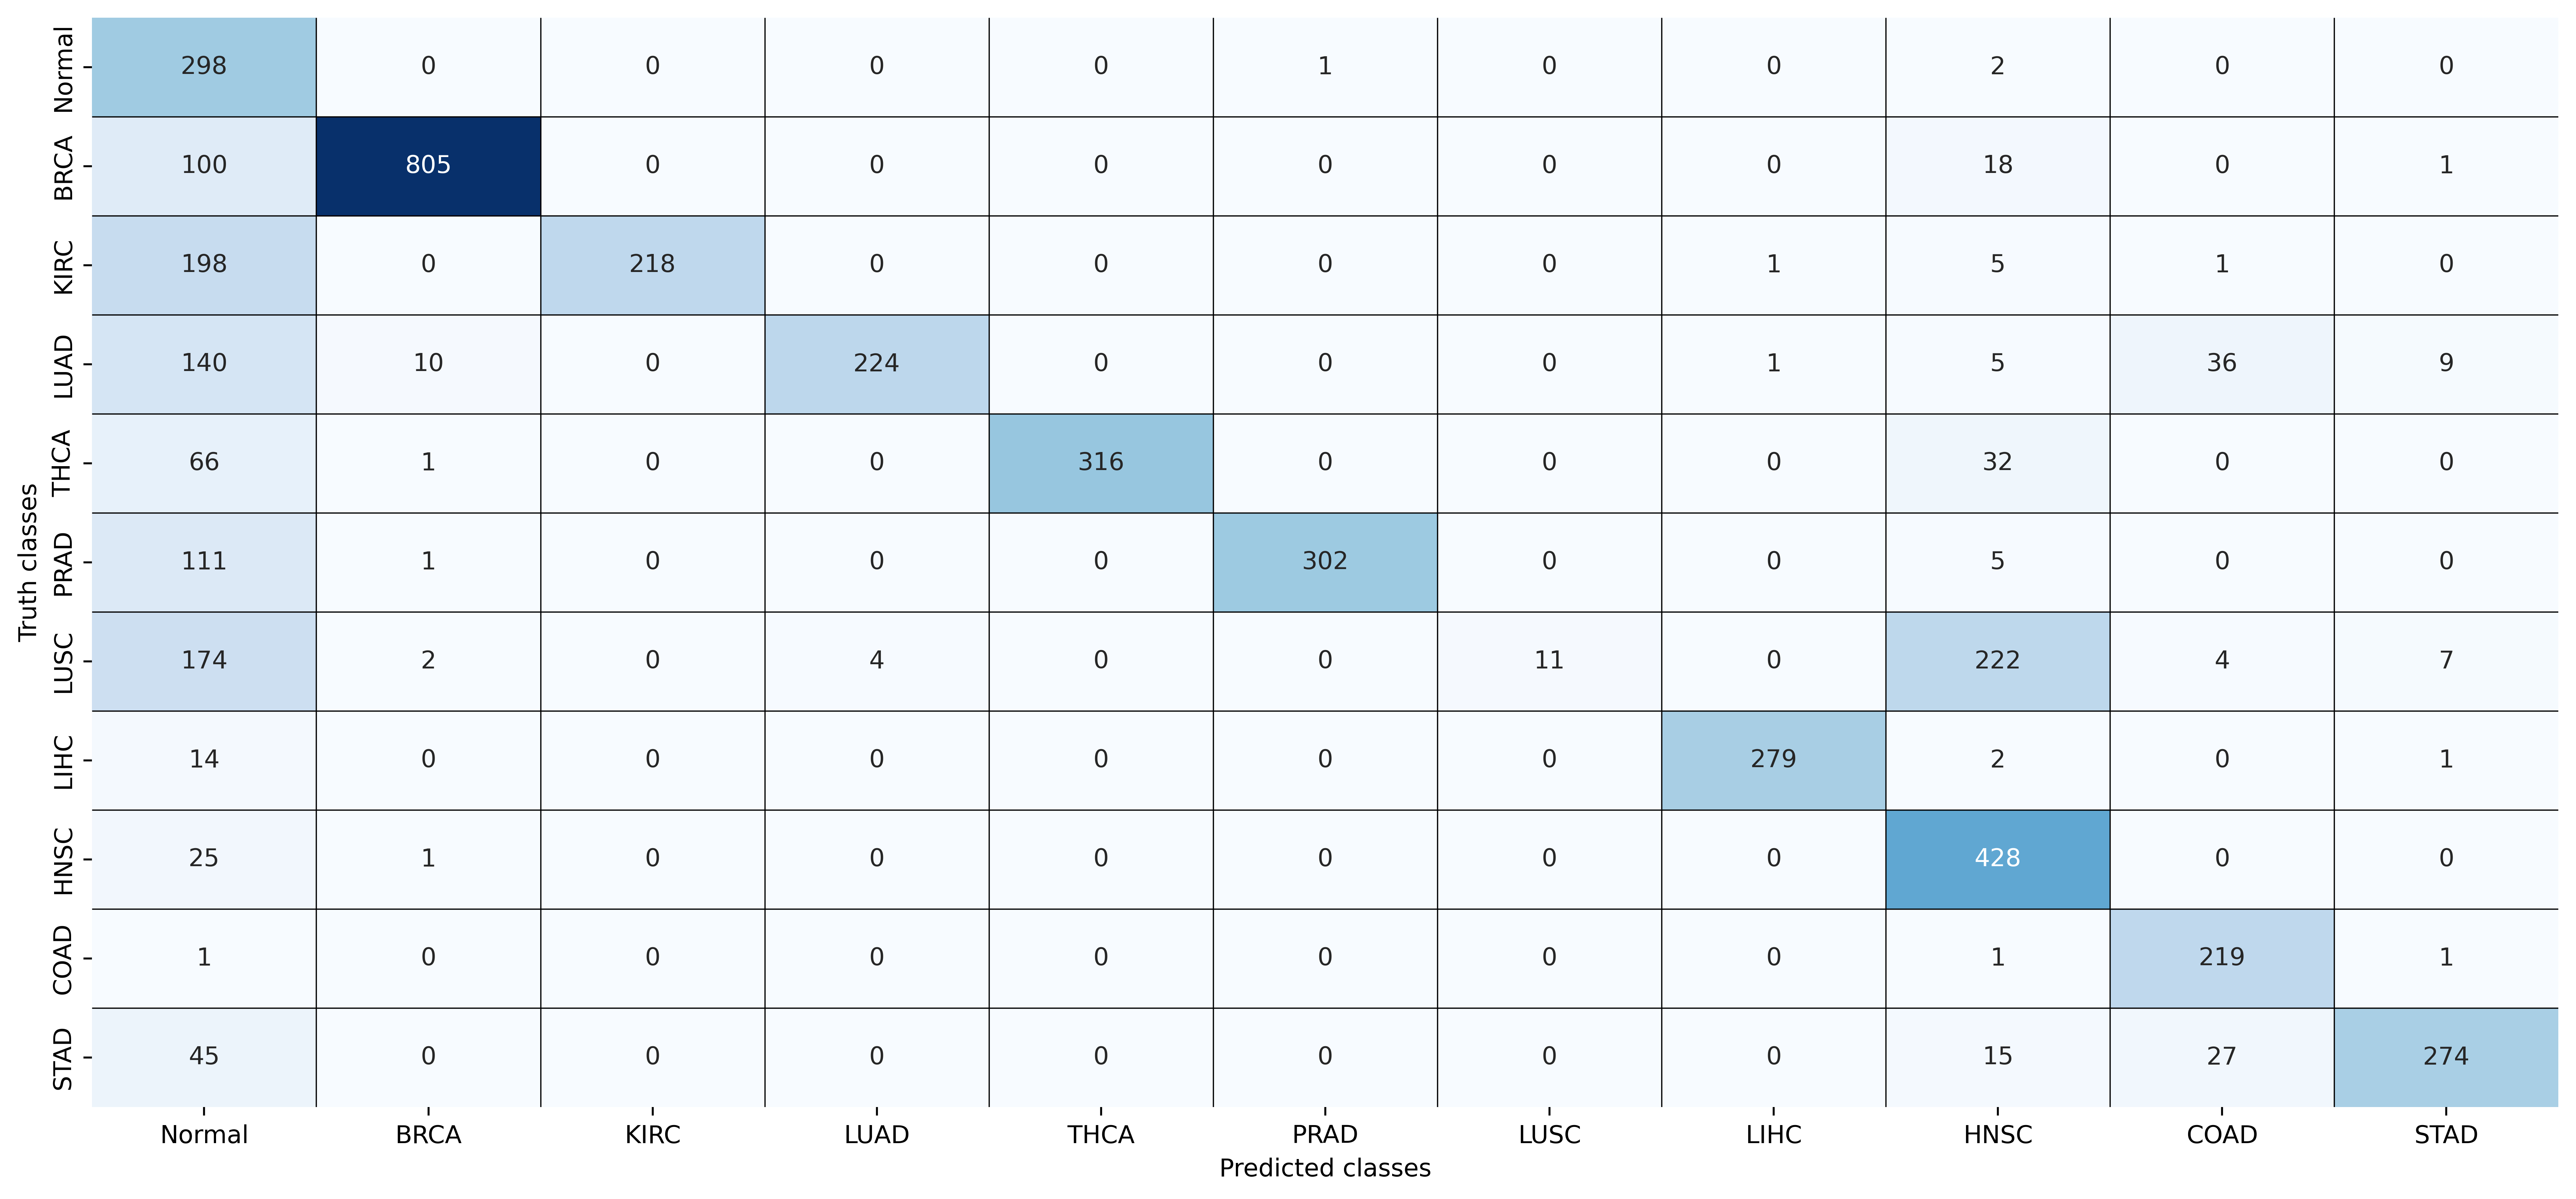 Truth classes
Normal 298 0 0 0 0 1 0 0 2 0 0
BRCA 100 805 0 0 0 0 0 0 18 0 1
KIRC 198 0 218 0 0 0 0 1 5 1 0
LUAD 140 10 0 224 0 0 0 1 5 36 9
THCA 66 1 0 0 316 0 0 0 32 0 0
PRAD 111 1 0 0 0 302 0 0 5 0 0
LUSC 174 2 0 4 0 0 11 0 222 4 7
LIHC 14 0 0 0 0 0 0 279 2 0 1
HNSC 25 1 0 0 0 0 0 0 428 0 0
COAD 1 0 0 0 0 0 0 0 1 219 1
STAD 45 0 0 0 0 0 0 0 15 27 274
Normal BRCA KIRC LUAD THCA PRAD LUSC LIHC HNSC COAD STAD
Predicted classes